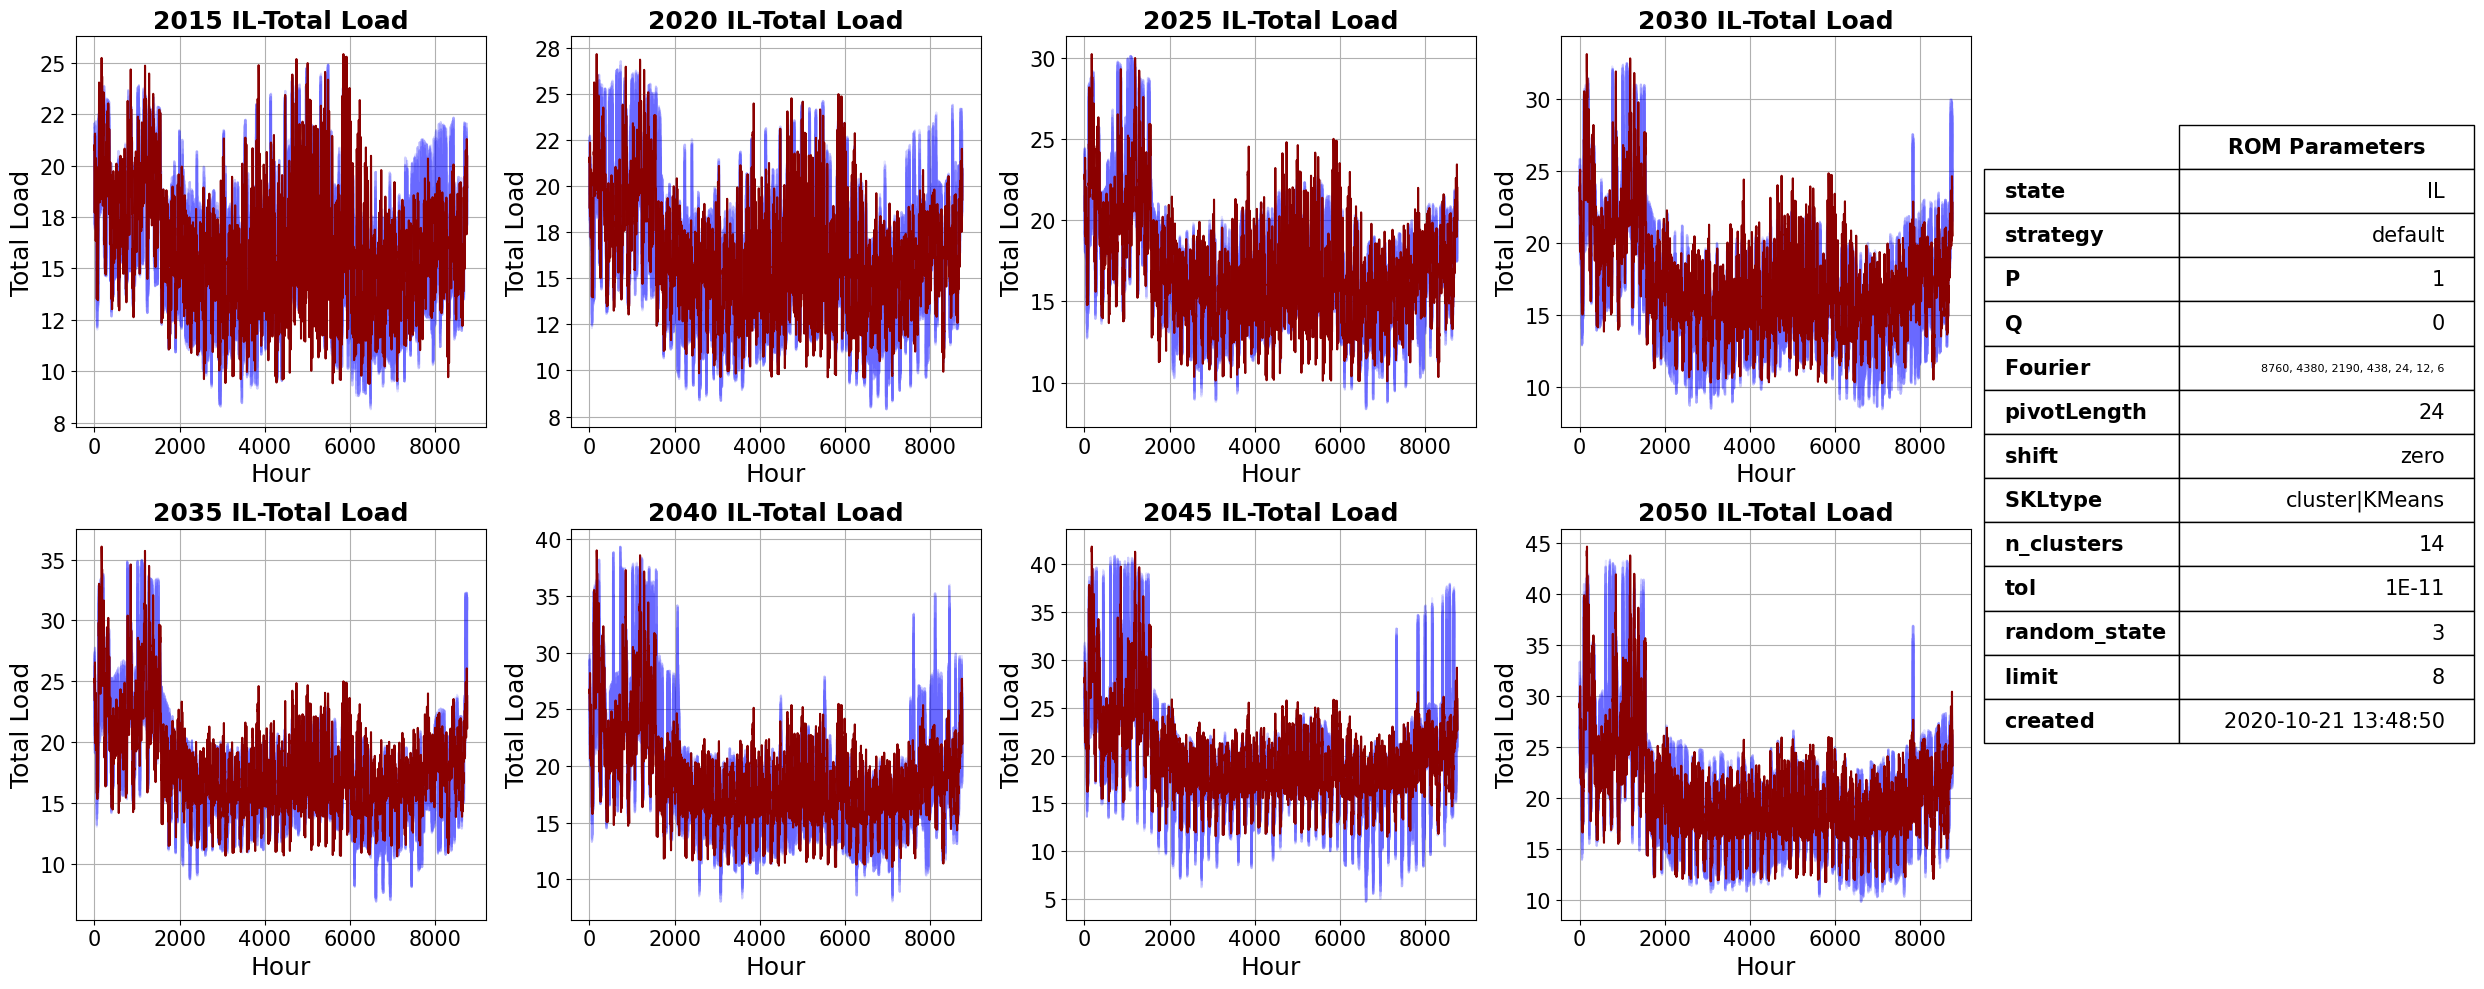 2015 IL-Total Load
Total Load
25
22
20
18
15
12
10
8
0 2000 4000 6000 8000
Hour
2020 IL-Total Load
Total Load
28
25
22
20
18
15
12
10
8
0 2000 4000 6000 8000
Hour
2025 IL-Total Load
Total Load
30
25
20
15
10
0 2000 4000 6000 8000
Hour
2030 IL-Total Load
Total Load
30
25
20
15
10
0 2000 4000 6000 8000
Hour
2035 IL-Total Load
Total Load
35
30
25
20
15
10
0 2000 4000 6000 8000
Hour
2040 IL-Total Load
Total Load
40
35
30
25
20
15
10
0 2000 4000 6000 8000
Hour
2045 IL-Total Load
Total Load
40
35
30
25
20
15
10
5
0 2000 4000 6000 8000
Hour
2050 IL-Total Load
Total Load
45
40
35
30
25
20
15
10
0 2000 4000 6000 8000
Hour
ROM Parameters
state IL
strategy default
P 1
Q 0
Fourier 8760, 4380, 2190, 438, 24, 12, 6
pivotLength 24
shift zero
SKLtype cluster|KMeans
n_clusters 14
tol 1E-11
random_state 3
limit 8
created 2020-10-21 13:48:50